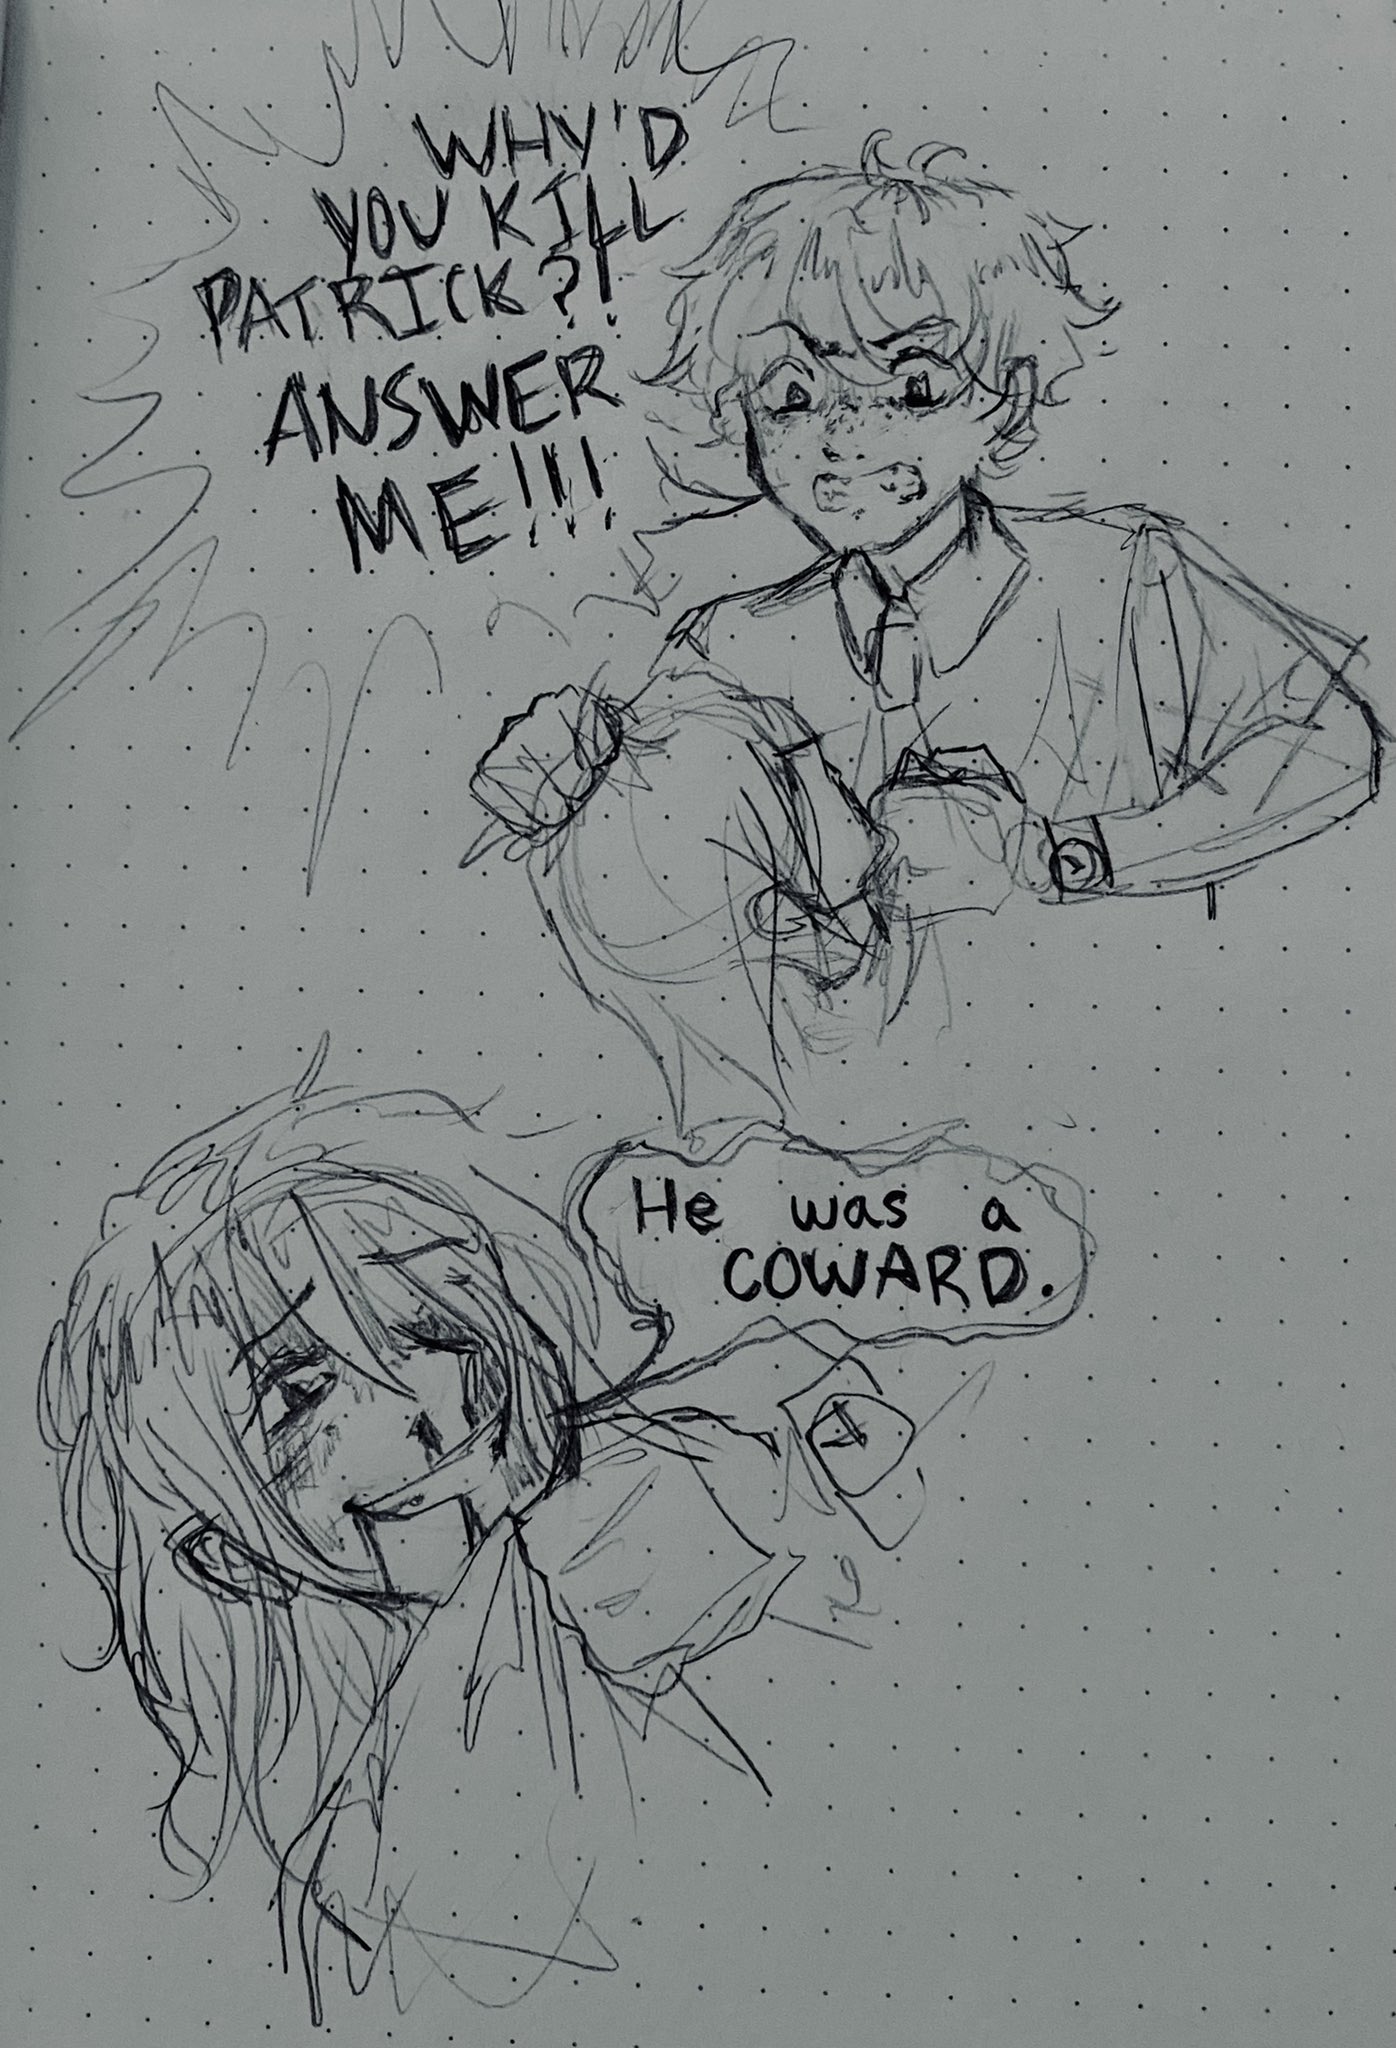 WHY'D
YOU KILL
PATRICK?!
ANSWER
ME!!!
He was a
COWARD.